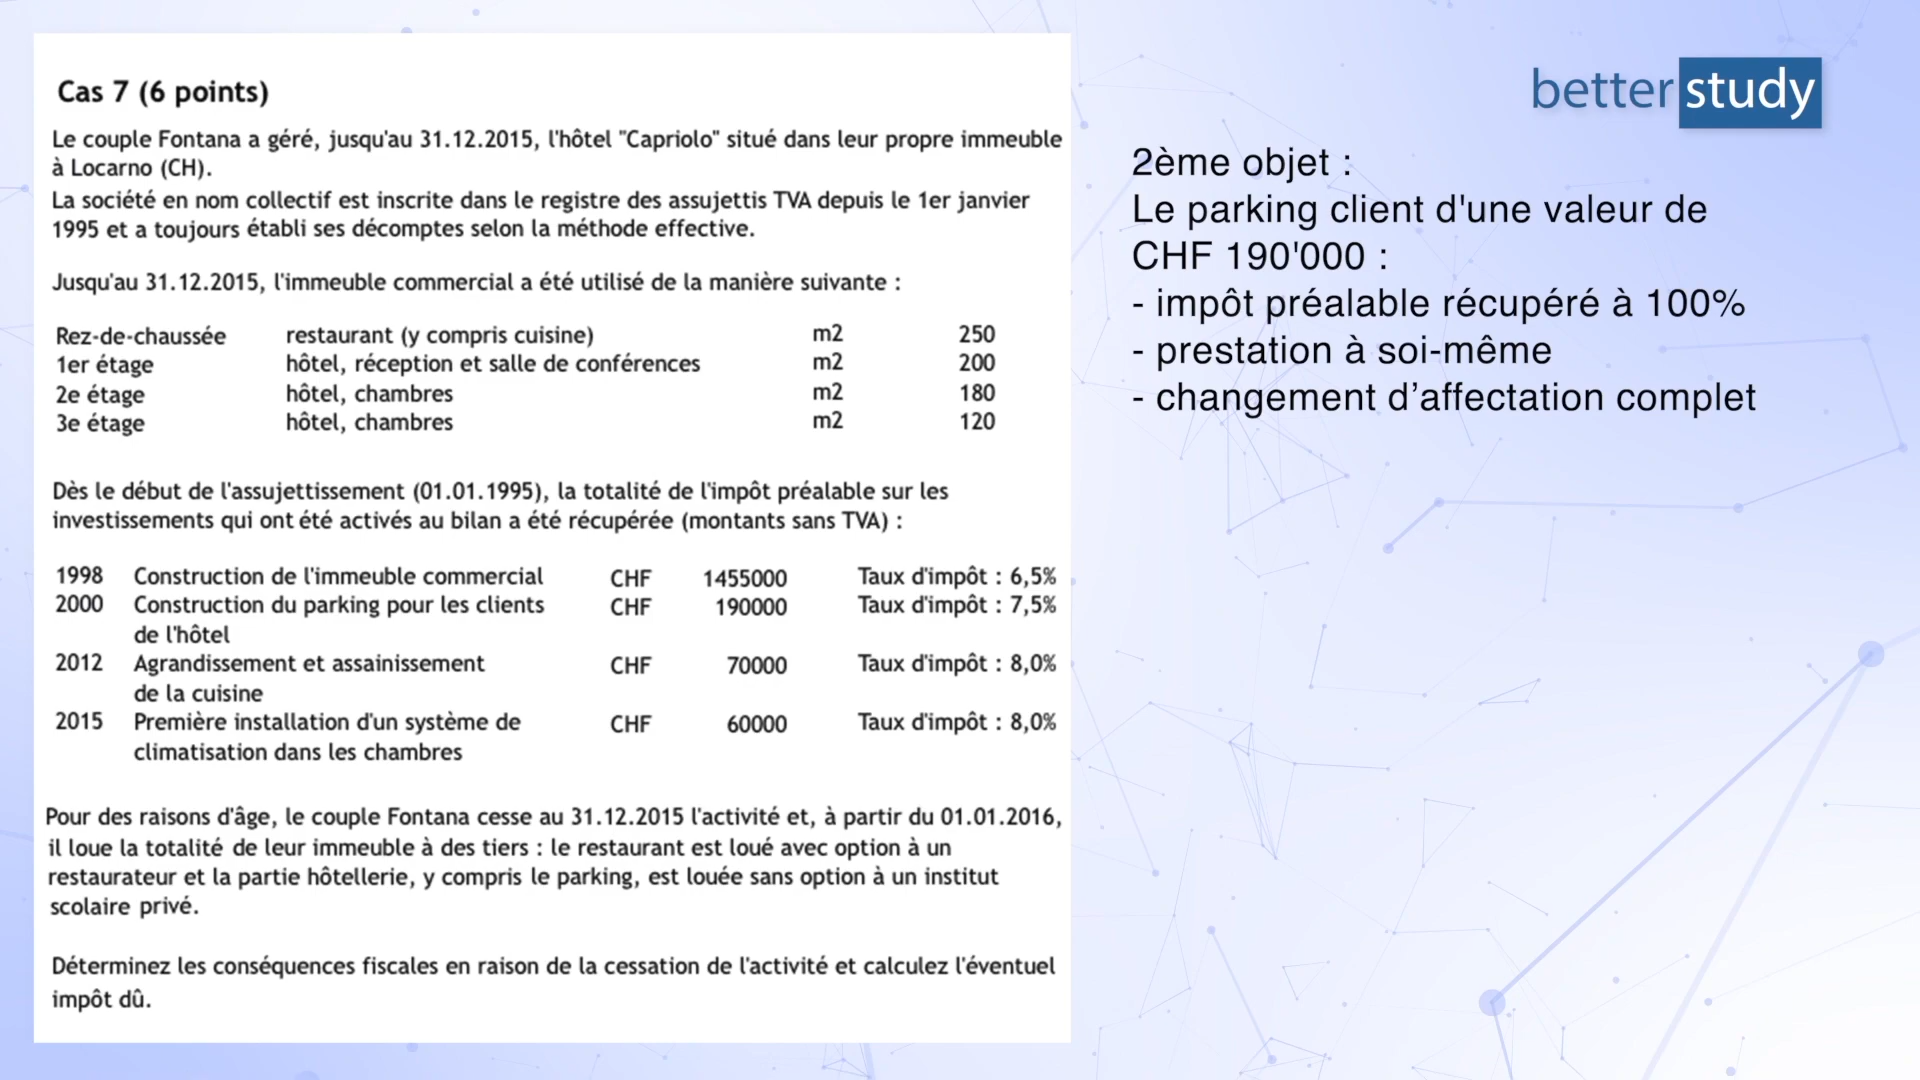 Cas 7 (6 points)
Le couple Fontana a géré, jusqu'au 31.12.2015, l'hôtel "Capriolo" situé dans leur propre immeuble
à Locarno (CH).
La société en nom collectif est inscrite dans le registre des assujettis TVA depuis le 1er janvier
1995 et a toujours établi ses décomptes selon la méthode effective.
Jusqu'au 31.12.2015, l'immeuble commercial a été utilisé de la manière suivante :
Rez-de-chaussée restaurant (y compris cuisine) m2 250
1er étage hôtel, réception et salle de conférences m2 200
2e étage hôtel, chambres m2 180
3e étage hôtel, chambres m2 120
Dès le début de l'assujettissement (01.01.1995), la totalité de l'impôt préalable sur les
investissements qui ont été activés au bilan a été récupérée (montants sans TVA) :
1998 Construction de l'immeuble commercial CHF 1455000 Taux d'impôt : 6,5%
2000 Construction du parking pour les clients CHF 190000 Taux d'impôt : 7,5%
de l'hôtel
2012 Agrandissement et assainissement CHF 70000 Taux d'impôt : 8,0%
de la cuisine
2015 Première installation d'un système de CHF 60000 Taux d'impôt : 8,0%
climatisation dans les chambres
Pour des raisons d'âge, le couple Fontana cesse au 31.12.2015 l'activité et, à partir du 01.01.2016,
il loue la totalité de leur immeuble à des tiers : le restaurant est loué avec option à un
restaurateur et la partie hôtellerie, y compris le parking, est louée sans option à un institut
scolaire privé.
Déterminez les conséquences fiscales en raison de la cessation de l'activité et calculez l'éventuel
impôt dû.
better study
2ème objet :
Le parking client d'une valeur de
CHF 190'000 :
- impôt préalable récupéré à 100%
- prestation à soi-même
- changement d’affectation complet